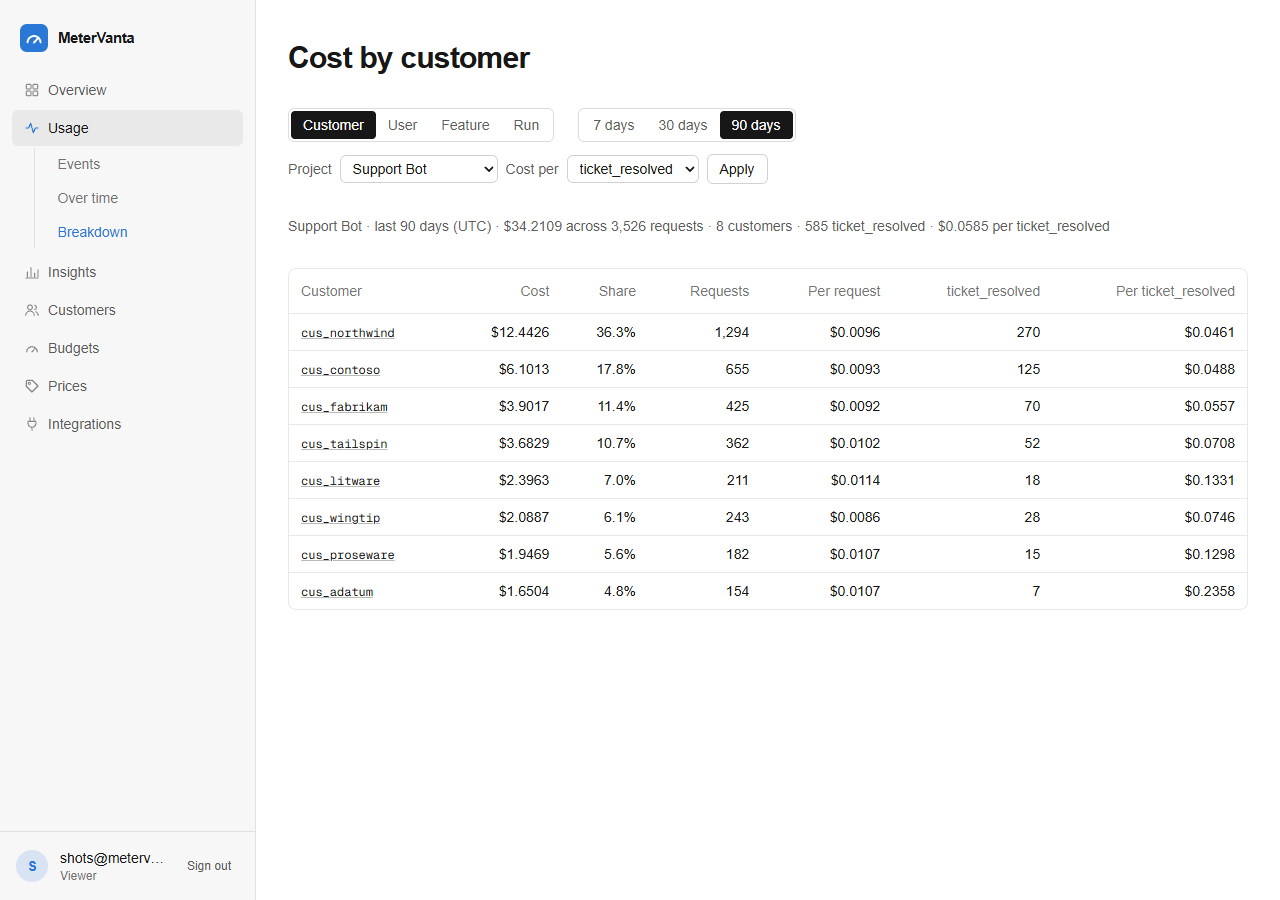 MeterVanta
Overview
Usage
Events
Over time
Breakdown
Insights
Customers
Budgets
Prices
Integrations
S
shots@meterv…
Viewer
Sign out
Cost by customer
Customer User Feature Run 7 days 30 days 90 days
Project Support Bot Cost per ticket_resolved Apply
Support Bot · last 90 days (UTC) · $34.2109 across 3,526 requests · 8 customers · 585 ticket_resolved · $0.0585 per ticket_resolved
Customer Cost Share Requests Per request ticket_resolved Per ticket_resolved
cus_northwind $12.4426 36.3% 1,294 $0.0096 270 $0.0461
cus_contoso $6.1013 17.8% 655 $0.0093 125 $0.0488
cus_fabrikam $3.9017 11.4% 425 $0.0092 70 $0.0557
cus_tailspin $3.6829 10.7% 362 $0.0102 52 $0.0708
cus_litware $2.3963 7.0% 211 $0.0114 18 $0.1331
cus_wingtip $2.0887 6.1% 243 $0.0086 28 $0.0746
cus_proseware $1.9469 5.6% 182 $0.0107 15 $0.1298
cus_adatum $1.6504 4.8% 154 $0.0107 7 $0.2358